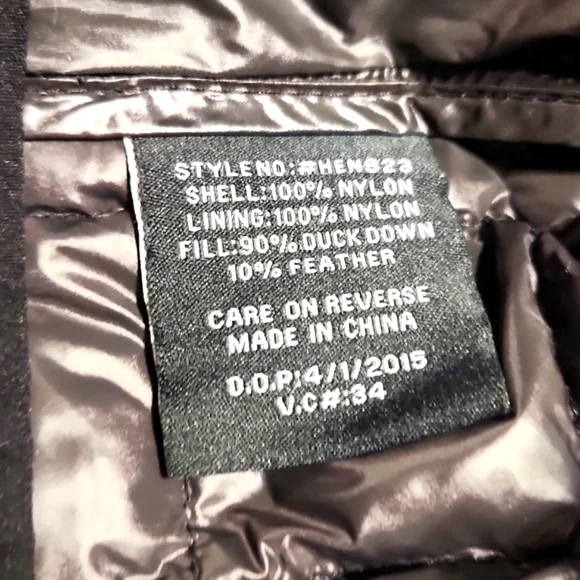 STYLE NO:#HEN823
SHELL:100% NYLON
LINING:100% NYLON
FILL:90% DUCK DOWN
10% FEATHER
CARE ON REVERSE
MADE IN CHINA
D.O.P:4/1/2015
V.C#:34